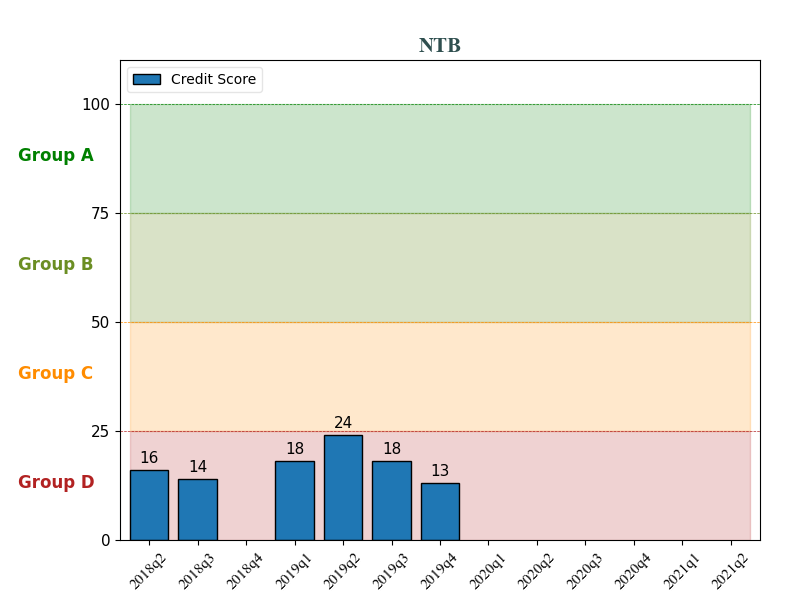 NTB
Credit Score
100
Group A
75
Group B
50
Group C
25
Group D
0
16
14
18
24
18
13
2018q2
2018q3
2018q4
2019q1
2019q2
2019q3
2019q4
2020q1
2020q2
2020q3
2020q4
2021q1
2021q2